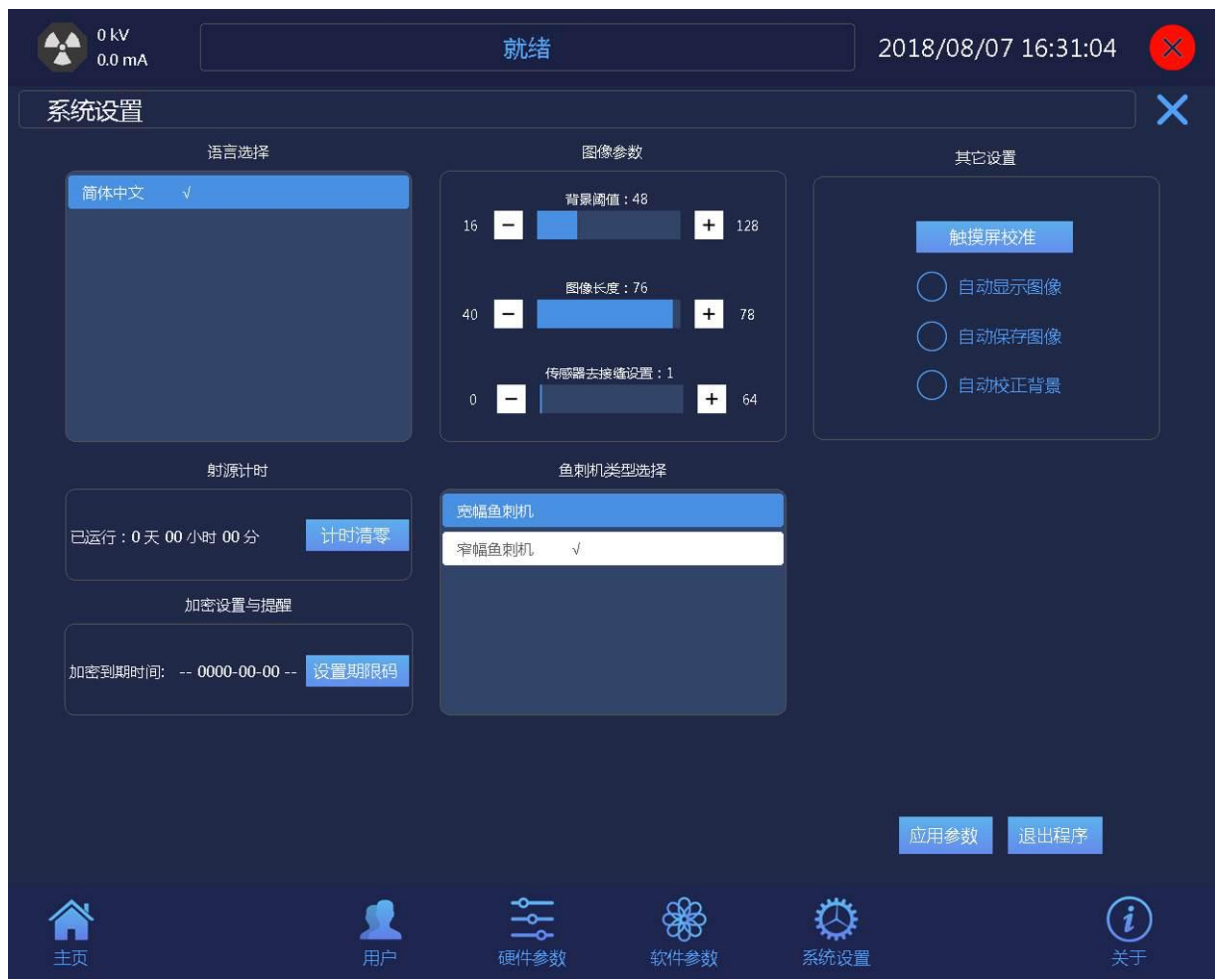 0 kV
0.0 mA
就绪
2018/08/07 16:31:04
系统设置
语言选择
简体中文 √
图像参数
背景阈值：48
16 − + 128
图像长度：76
40 − + 78
传感器去接缝设置：1
0 − + 64
其它设置
触摸屏校准
自动显示图像
自动保存图像
自动校正背景
射源计时
已运行：0 天 00 小时 00 分 计时清零
鱼刺机类型选择
宽幅鱼刺机
窄幅鱼刺机 √
加密设置与提醒
加密到期时间: -- 0000-00-00 -- 设置期限码
应用参数 退出程序
主页 用户 硬件参数 软件参数 系统设置 关于